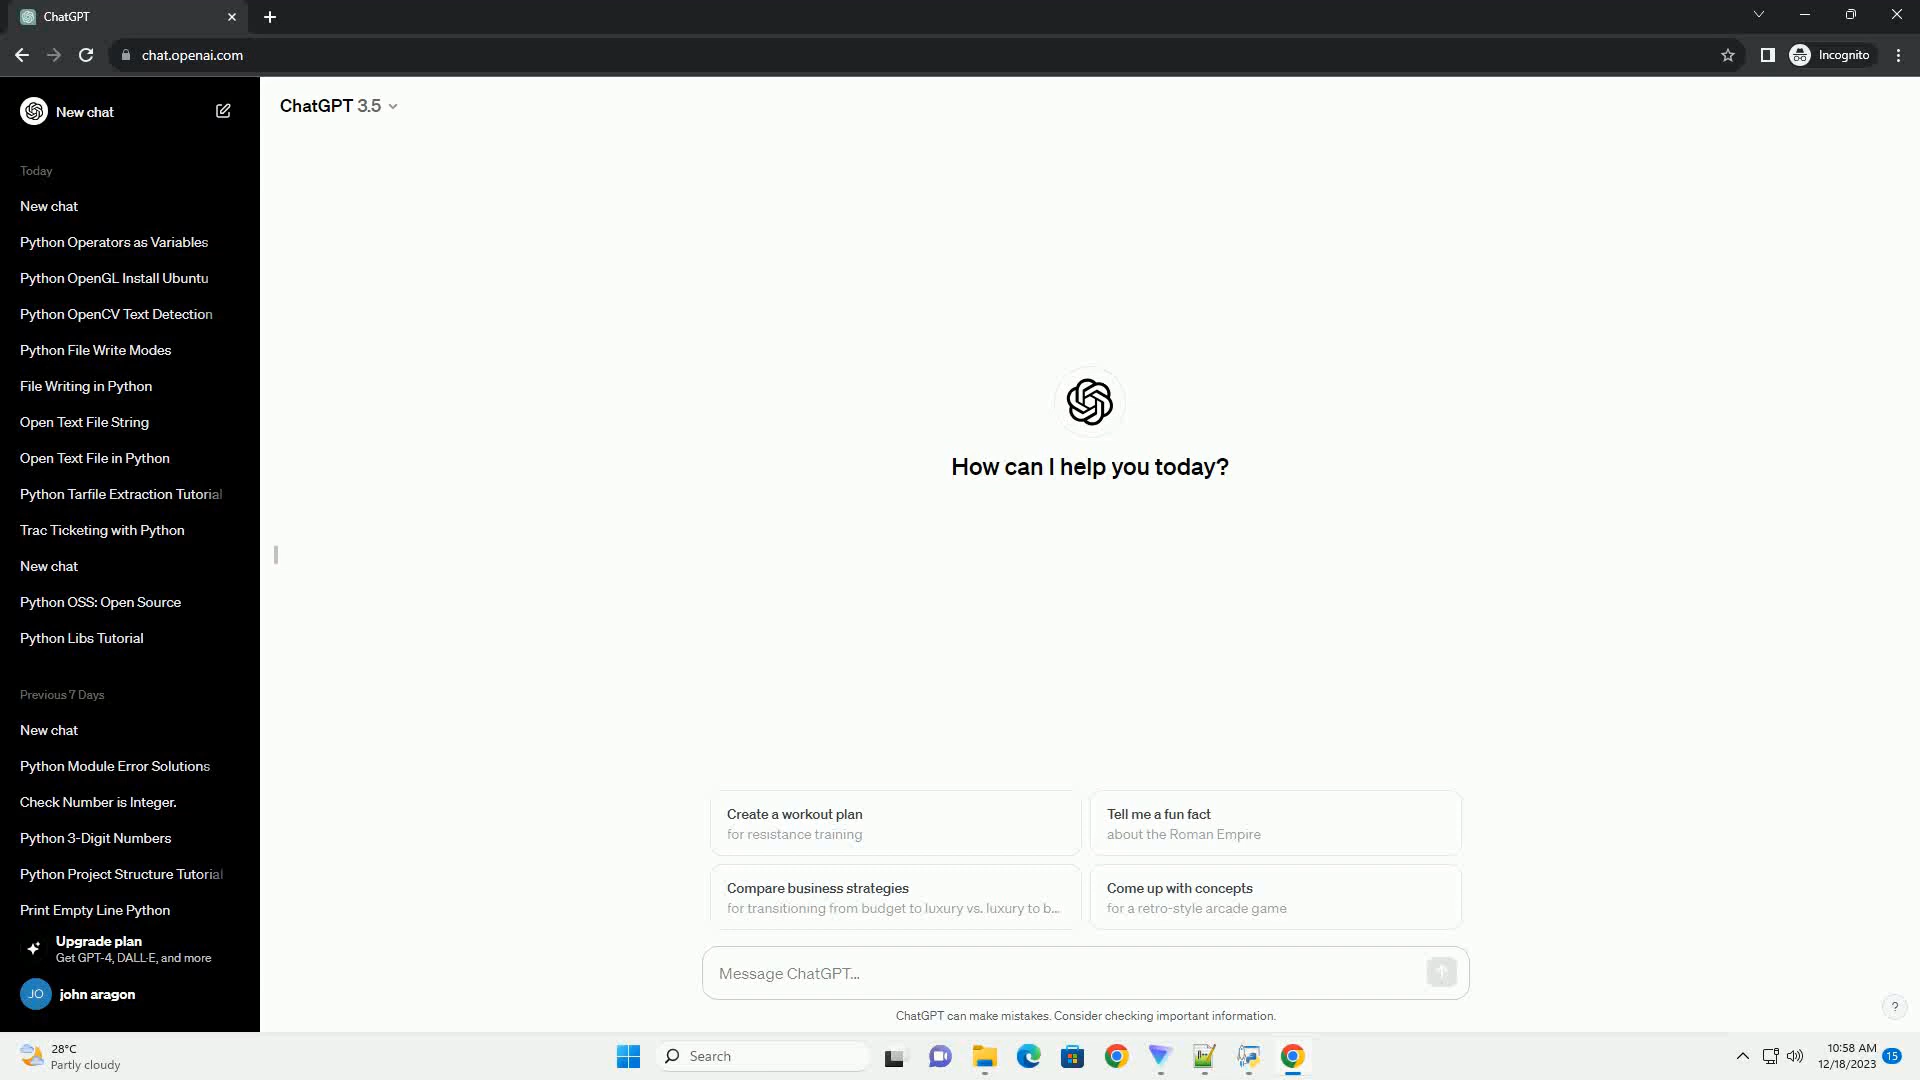 ChatGPT
chat.openai.com
Incognito
New chat
ChatGPT 3.5
Today
New chat
Python Operators as Variables
Python OpenGL Install Ubuntu
Python OpenCV Text Detection
Python File Write Modes
File Writing in Python
Open Text File String
Open Text File in Python
Python Tarfile Extraction Tutorial
Trac Ticketing with Python
New chat
Python OSS: Open Source
Python Libs Tutorial
Previous 7 Days
New chat
Python Module Error Solutions
Check Number is Integer.
Python 3-Digit Numbers
Python Project Structure Tutorial
Print Empty Line Python
Upgrade plan
Get GPT-4, DALL·E, and more
JO
john aragon
How can I help you today?
Create a workout plan
for resistance training
Tell me a fun fact
about the Roman Empire
Compare business strategies
for transitioning from budget to luxury vs. luxury to b...
Come up with concepts
for a retro-style arcade game
Message ChatGPT...
ChatGPT can make mistakes. Consider checking important information.
?
28°C
Partly cloudy
Search
10:58 AM
12/18/2023
15